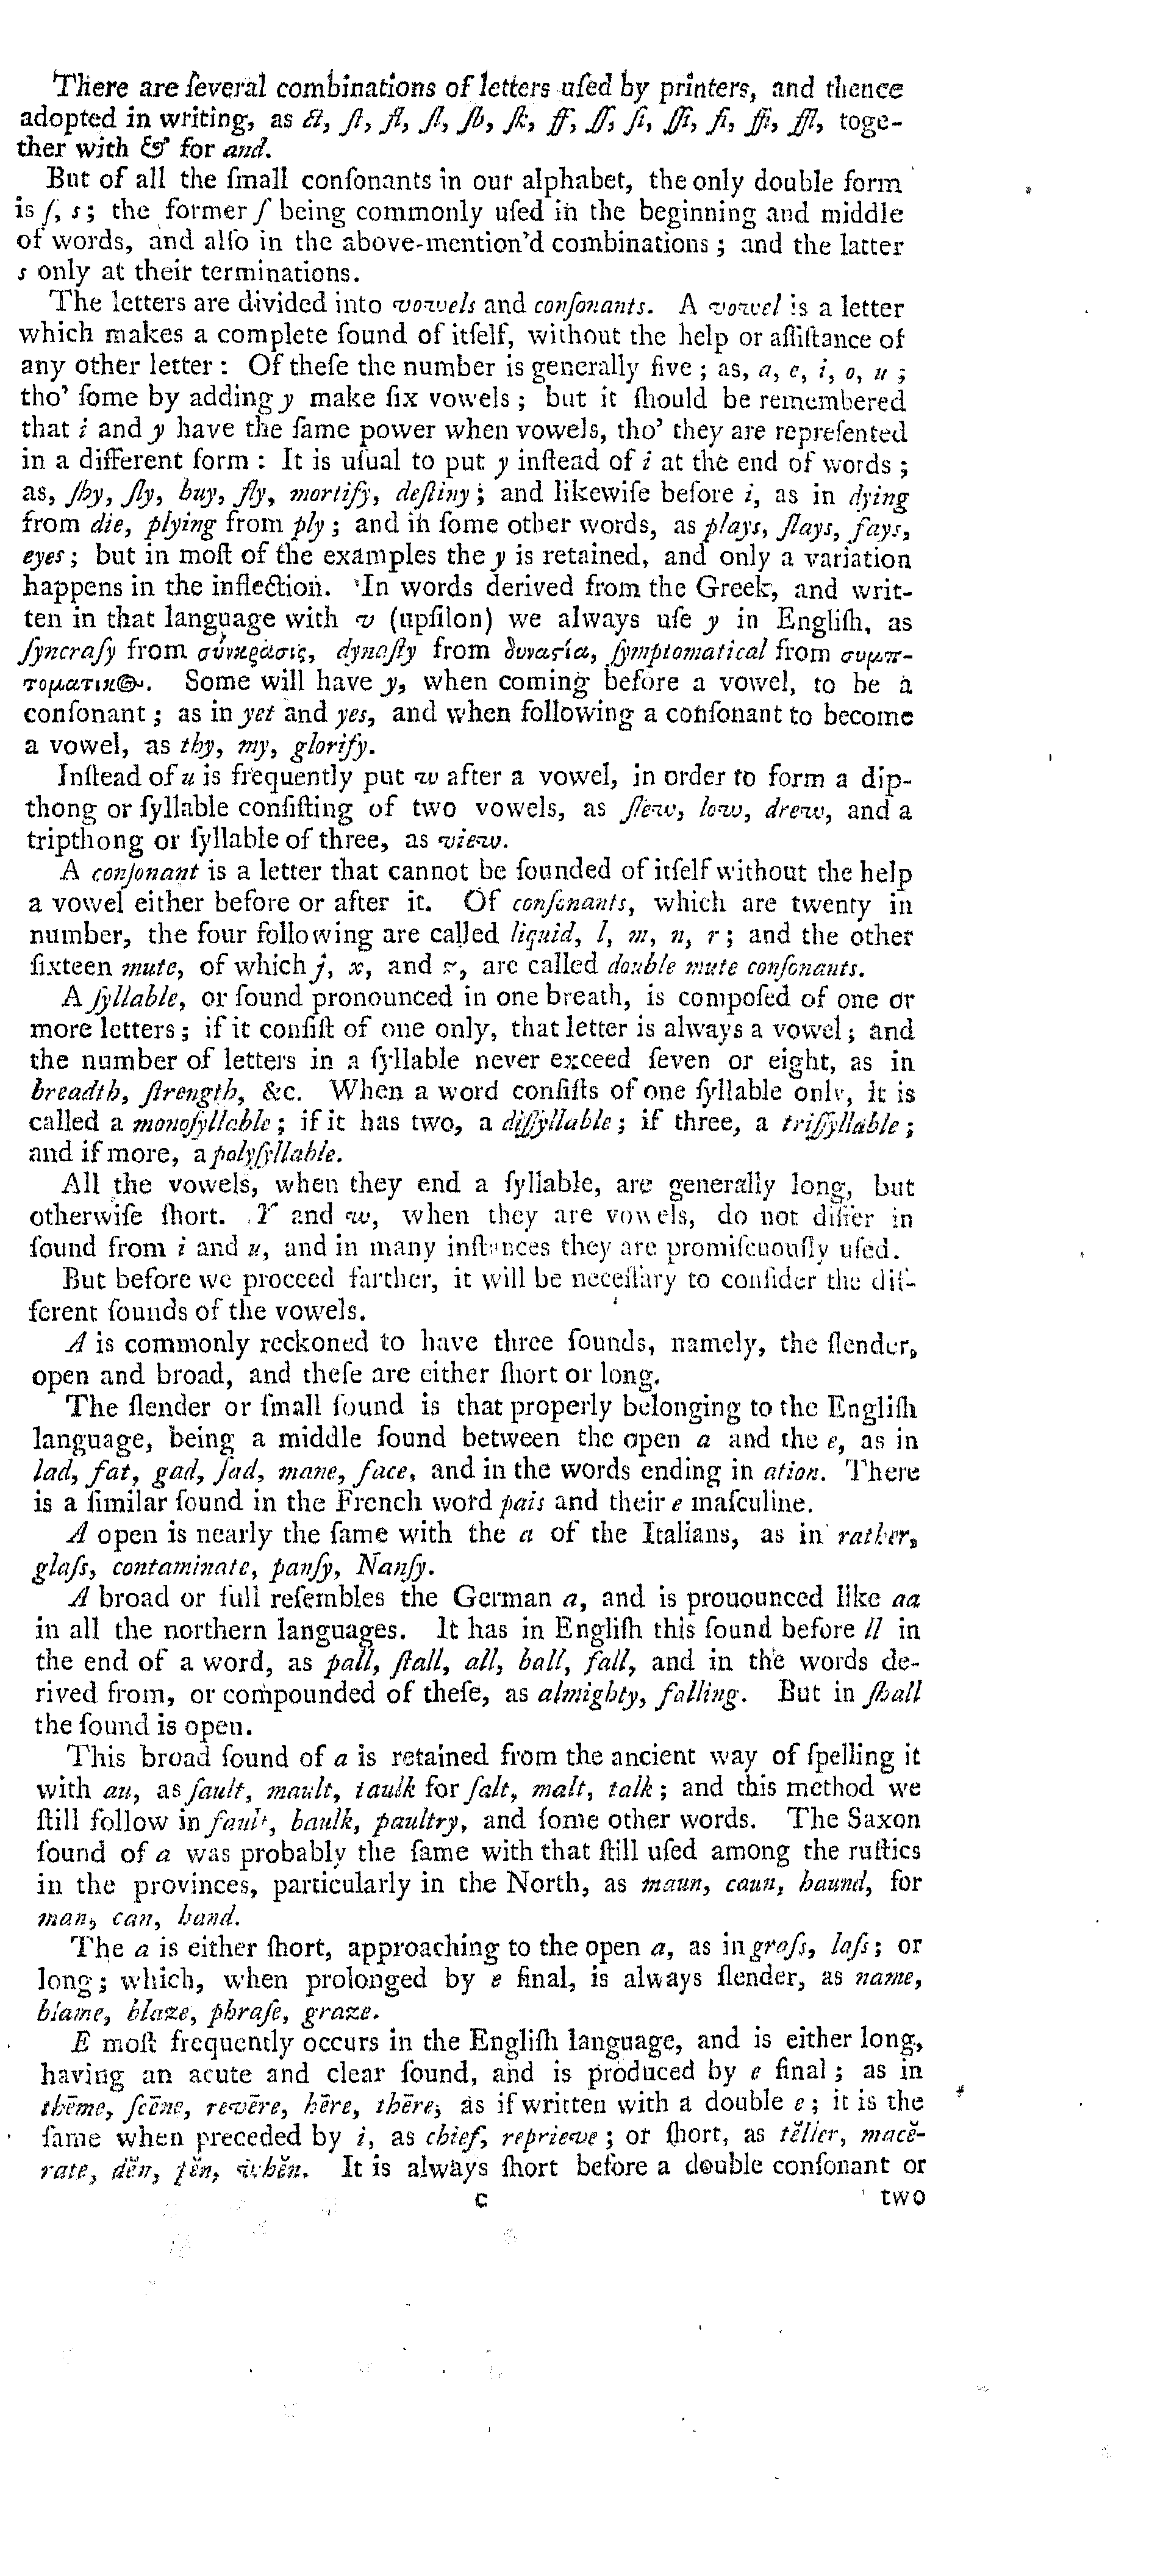 There are ſeveral combinations of letters uſed by printers, and thence
adopted in writing, as ct, ſt, fl, ſl, ſb, ſk, ff, ſſ, ſi, ſſi, fi, ffi, ffl, toge-
ther with & for and.
But of all the ſmall conſonants in our alphabet, the only double form
is ſ, s; the former ſ being commonly uſed in the beginning and middle
of words, and alſo in the above-mention'd combinations; and the latter
s only at their terminations.
The letters are divided into vowels and conſonants. A vowel is a letter
which makes a complete ſound of itſelf, without the help or aſſiſtance of
any other letter: Of theſe the number is generally five; as, a, e, i, o, u;
tho' ſome by adding y make ſix vowels; but it ſhould be remembered
that i and y have the ſame power when vowels, tho' they are repreſented
in a different form: It is uſual to put y inſtead of i at the end of words;
as, ſhy, ſly, buy, fly, mortify, deſtiny; and likewiſe before i, as in dying
from die, plying from ply; and in ſome other words, as plays, ſlays, ſays,
eyes; but in moſt of the examples the y is retained, and only a variation
happens in the inflection. In words derived from the Greek, and writ-
ten in that language with υ (upſilon) we always uſe y in Engliſh, as
ſyncraſy from σύνκρασις, dynaſty from δυναςία, ſymptomatical from συμπ-
τοματικ@. Some will have y, when coming before a vowel, to be a
conſonant; as in yet and yes, and when following a conſonant to become
a vowel, as thy, my, glorify.
Inſtead of u is frequently put w after a vowel, in order to form a dip-
thong or ſyllable conſiſting of two vowels, as ſlew, low, drew, and a
tripthong or ſyllable of three, as view.
A conſonant is a letter that cannot be ſounded of itſelf without the help
a vowel either before or after it. Of conſonants, which are twenty in
number, the four following are called liquid, l, m, n, r; and the other
ſixteen mute, of which j, x, and z, are called double mute conſonants.
A ſyllable, or ſound pronounced in one breath, is compoſed of one or
more letters; if it conſiſt of one only, that letter is always a vowel; and
the number of letters in a ſyllable never exceed ſeven or eight, as in
breadth, ſtrength, &c. When a word conſiſts of one ſyllable only, it is
called a monoſyllable; if it has two, a diſſyllable; if three, a triſſyllable;
and if more, a polyſyllable.
All the vowels, when they end a ſyllable, are generally long, but
otherwiſe ſhort. Y and w, when they are vowels, do not differ in
ſound from i and u, and in many inſtances they are promiſcuouſly uſed.
But before we proceed farther, it will be neceſſary to conſider the dif-
ferent ſounds of the vowels.
A is commonly reckoned to have three ſounds, namely, the ſlender,
open and broad, and theſe are either ſhort or long.
The ſlender or ſmall ſound is that properly belonging to the Engliſh
language, being a middle ſound between the open a and the e, as in
lad, fat, gad, ſad, mane, face, and in the words ending in ation. There
is a ſimilar ſound in the French word pais and their e maſculine.
A open is nearly the ſame with the a of the Italians, as in rather,
glaſs, contaminate, panſy, Nanſy.
A broad or full reſembles the German a, and is pronounced like aa
in all the northern languages. It has in Engliſh this ſound before ll in
the end of a word, as pall, ſtall, all, ball, fall, and in the words de-
rived from, or compounded of theſe, as almighty, falling. But in ſhall
the ſound is open.
This broad ſound of a is retained from the ancient way of ſpelling it
with au, as ſault, mault, taulk for ſalt, malt, talk; and this method we
ſtill follow in fault, baulk, paultry, and ſome other words. The Saxon
ſound of a was probably the ſame with that ſtill uſed among the ruſtics
in the provinces, particularly in the North, as maun, caun, haund, for
man, can, hand.
The a is either ſhort, approaching to the open a, as in graſs, laſs; or
long; which, when prolonged by e final, is always ſlender, as name,
blame, blaze, phraſe, graze.
E moſt frequently occurs in the Engliſh language, and is either long,
having an acute and clear ſound, and is produced by e final; as in
thēme, ſcēne, revēre, hēre, thēre, as if written with a double e; it is the
ſame when preceded by i, as chief, reprieve; or ſhort, as tĕller, macĕ-
rate, dĕn, pĕn, whĕn. It is always ſhort before a double conſonant or
C two